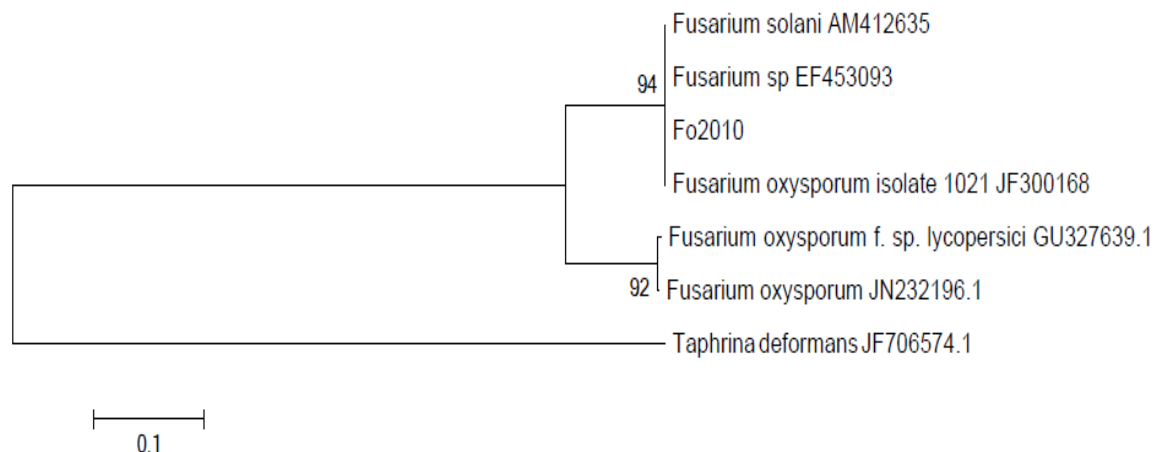 Fusarium solani AM412635
94
Fusarium sp EF453093
Fo2010
Fusarium oxysporum isolate 1021 JF300168
Fusarium oxysporum f. sp. lycopersici GU327639.1
92
Fusarium oxysporum JN232196.1
Taphrina deformans JF706574.1
0.1